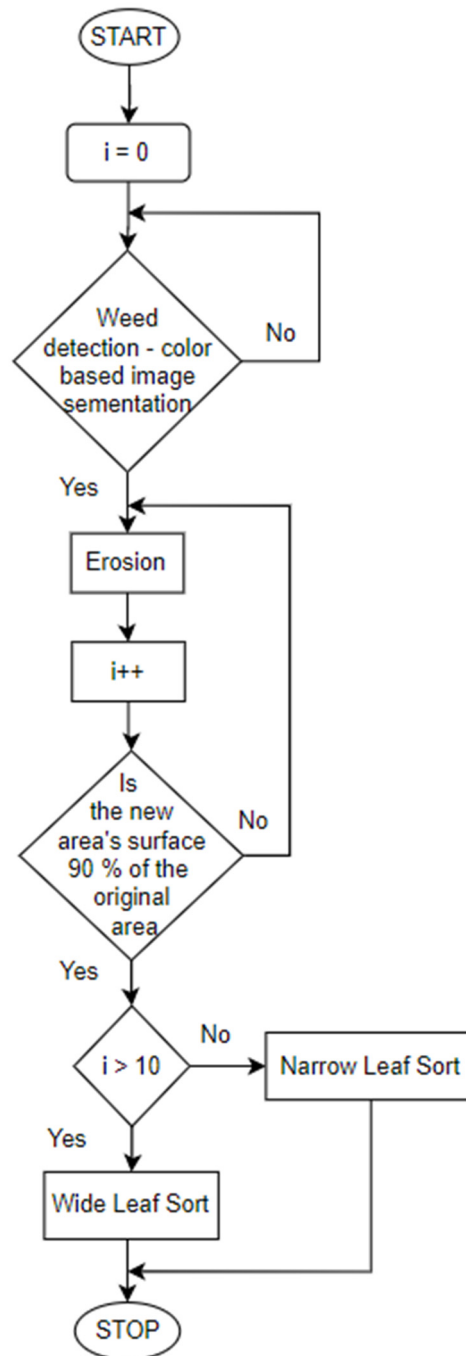 START
i = 0
Weed
detection - color
based image
sementation
No
Yes
Erosion
i++
Is
the new
area's surface
90 % of the
original
area
No
Yes
i > 10
No
Narrow Leaf Sort
Yes
Wide Leaf Sort
STOP